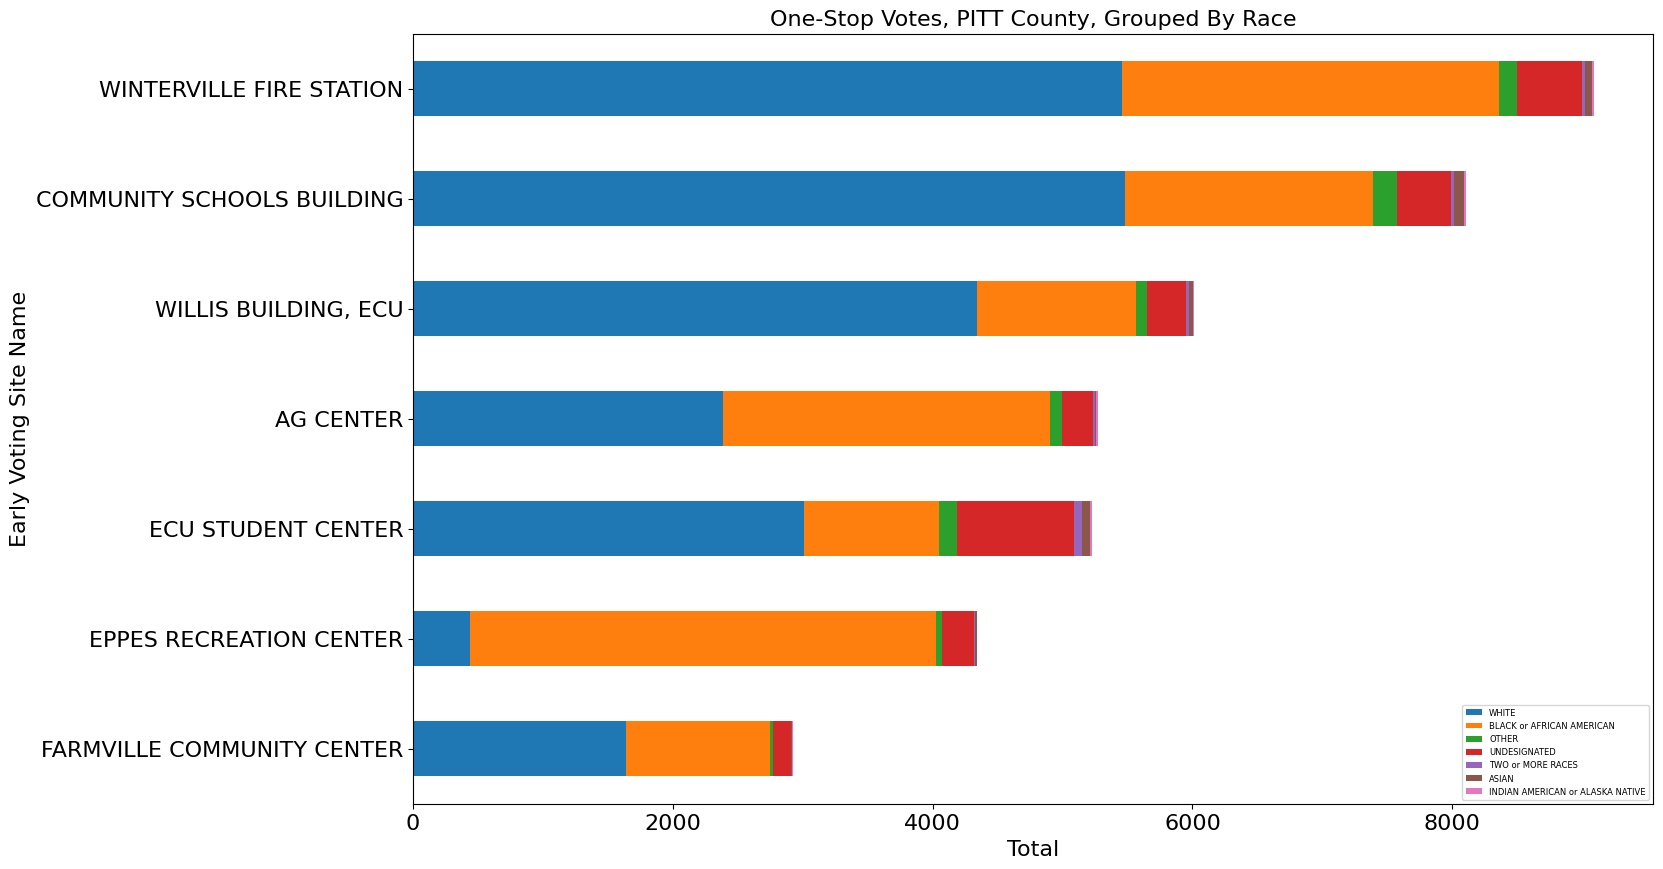 One-Stop Votes, PITT County, Grouped By Race
Early Voting Site Name
WINTERVILLE FIRE STATION
COMMUNITY SCHOOLS BUILDING
WILLIS BUILDING, ECU
AG CENTER
ECU STUDENT CENTER
EPPES RECREATION CENTER
FARMVILLE COMMUNITY CENTER
WHITE
BLACK or AFRICAN AMERICAN
OTHER
UNDESIGNATED
TWO or MORE RACES
ASIAN
INDIAN AMERICAN or ALASKA NATIVE
0 2000 4000 6000 8000
Total